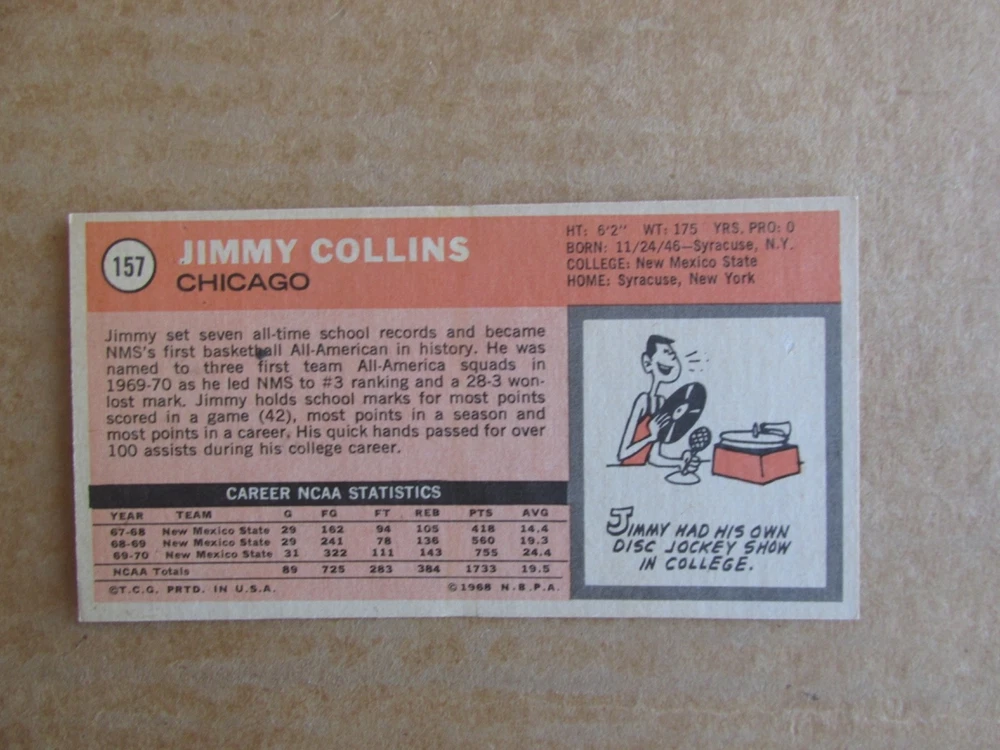 157
JIMMY COLLINS
CHICAGO
HT: 6'2" WT: 175 YRS. PRO: 0
BORN: 11/24/46—Syracuse, N.Y.
COLLEGE: New Mexico State
HOME: Syracuse, New York
Jimmy set seven all-time school records and became
NMS's first basketball All-American in history. He was
named to three first team All-America squads in
1969-70 as he led NMS to #3 ranking and a 28-3 won-
lost mark. Jimmy holds school marks for most points
scored in a game (42), most points in a season and
most points in a career. His quick hands passed for over
100 assists during his college career.
CAREER NCAA STATISTICS
YEAR TEAM G FG FT REB PTS AVG
67-68 New Mexico State 29 162 94 105 418 14.4
68-69 New Mexico State 29 241 78 136 560 19.3
69-70 New Mexico State 31 322 111 143 755 24.4
NCAA Totals 89 725 283 384 1733 19.5
©T.C.G. PRTD. IN U.S.A. ©1968 N.B.P.A.
JIMMY HAD HIS OWN
DISC JOCKEY SHOW
IN COLLEGE.